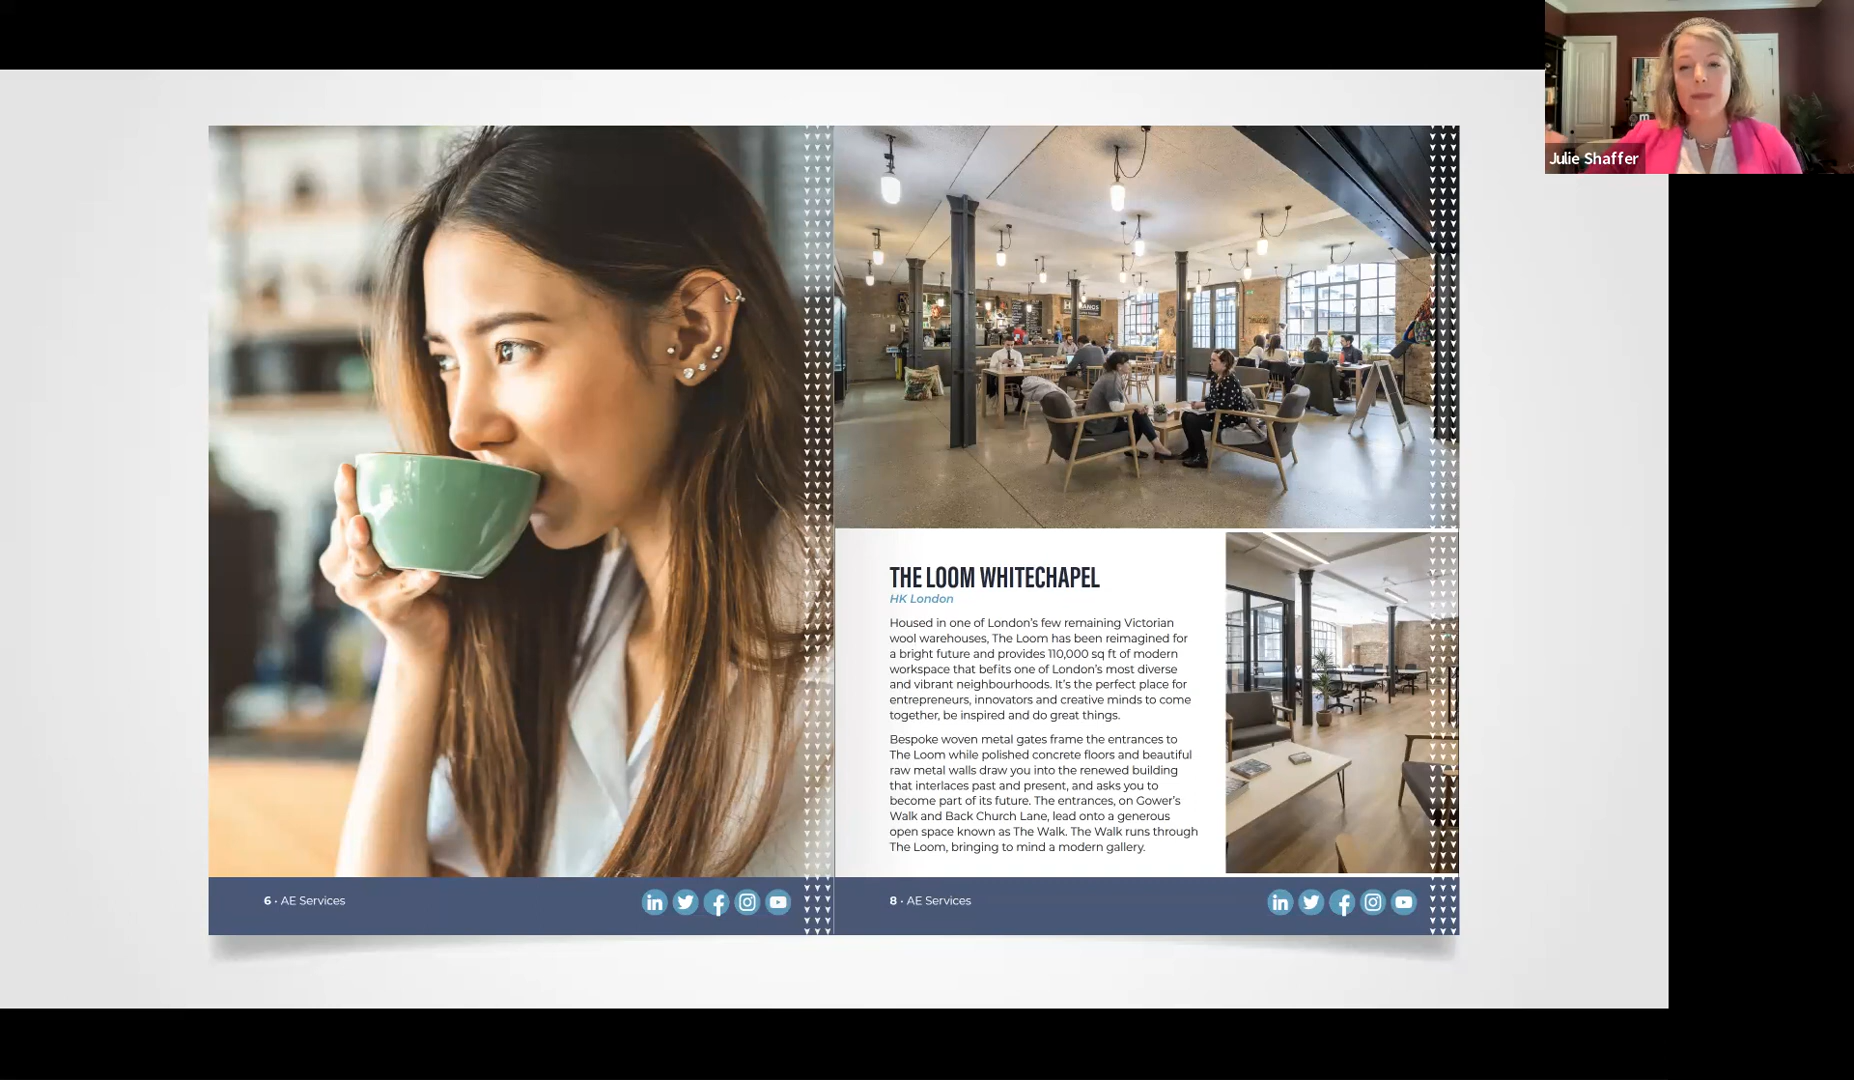 Julie Shaffer
THE LOOM WHITECHAPEL
HK London
Housed in one of London's few remaining Victorian
wool warehouses, The Loom has been reimagined for
a bright future and provides 110,000 sq ft of modern
workspace that befits one of London's most diverse
and vibrant neighbourhoods. It's the perfect place for
entrepreneurs, innovators and creative minds to come
together, be inspired and do great things.
Bespoke woven metal gates frame the entrances to
The Loom while polished concrete floors and beautiful
raw metal walls draw you into the renewed building
that interlaces past and present, and asks you to
become part of its future. The entrances, on Gower's
Walk and Back Church Lane, lead onto a generous
open space known as The Walk. The Walk runs through
The Loom, bringing to mind a modern gallery.
6 · AE Services
8 · AE Services